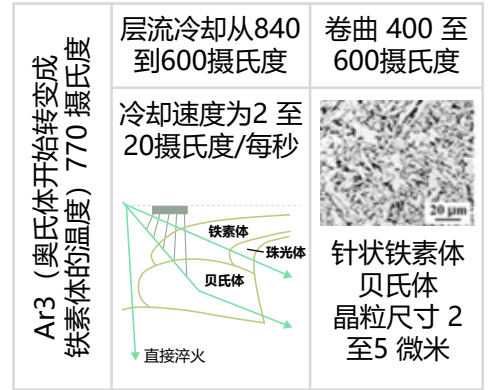 Ar3（奥氏体开始转变成
铁素体的温度）770 摄氏度
层流冷却从840
到600摄氏度
卷曲 400 至
600摄氏度
冷却速度为2 至
20摄氏度/每秒
铁素体
珠光体
贝氏体
直接淬火
20 μm
针状铁素体
贝氏体
晶粒尺寸 2
至5 微米